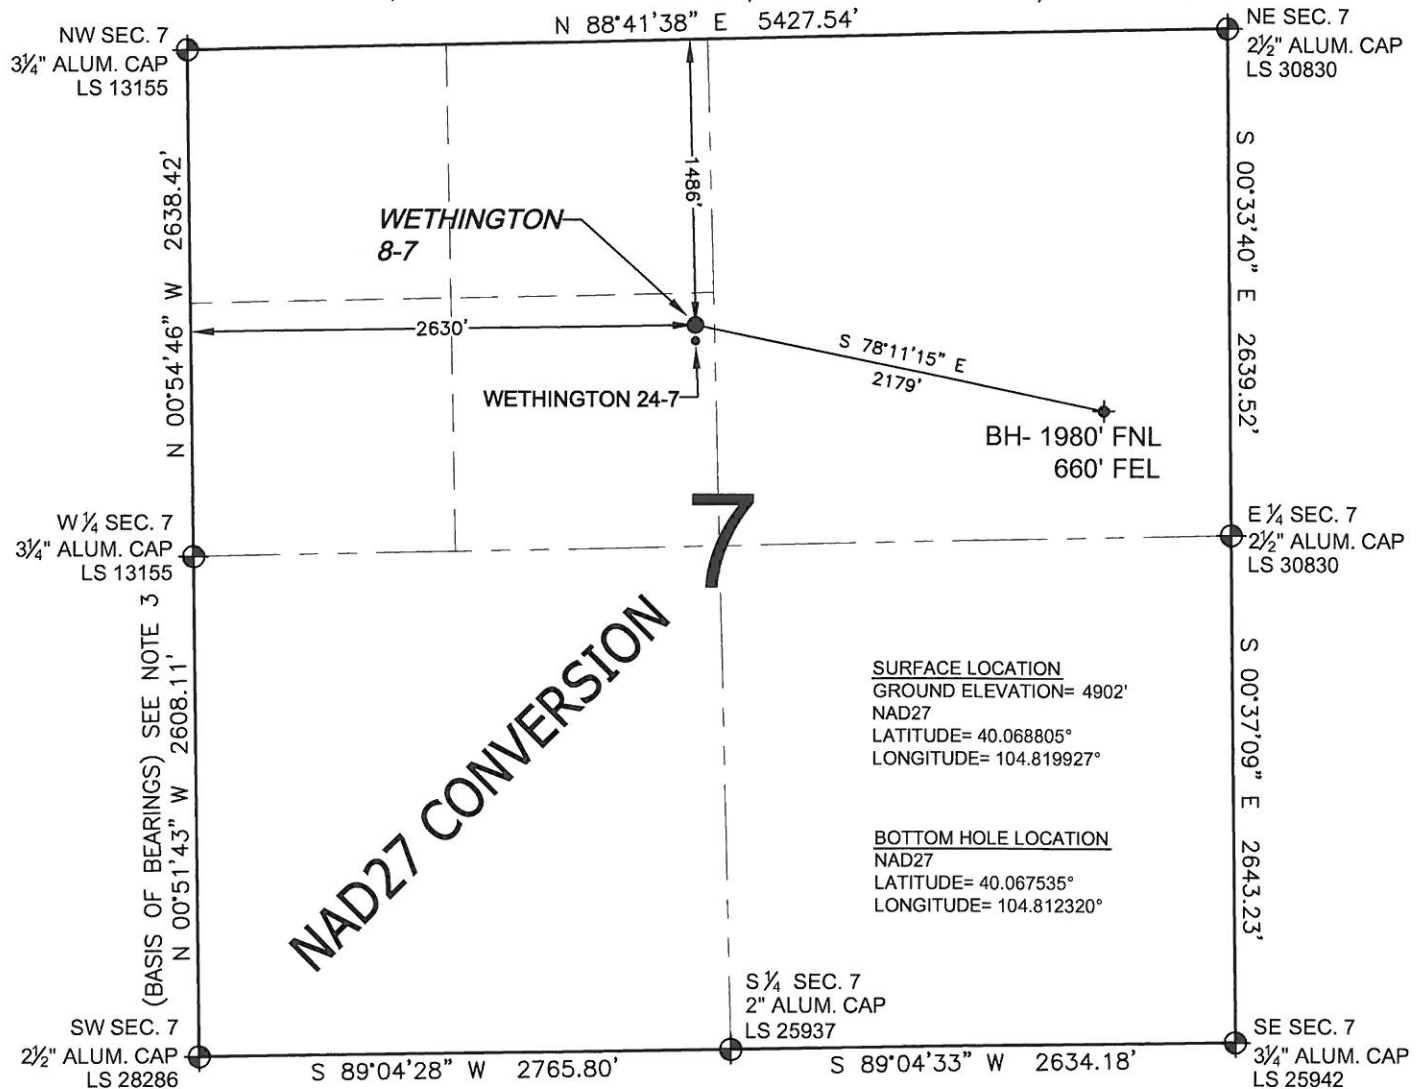 N 88°41'38" E 5427.54'
NW SEC. 7
3¼" ALUM. CAP
LS 13155
NE SEC. 7
2½" ALUM. CAP
LS 30830
N 00°54'46" W 2638.42'
S 00°33'40" E 2639.52'
1486'
WETHINGTON
8-7
2630'
WETHINGTON 24-7
S 78°11'15" E
2179'
BH- 1980' FNL
660' FEL
7
W ¼ SEC. 7
3¼" ALUM. CAP
LS 13155
E ¼ SEC. 7
2½" ALUM. CAP
LS 30830
(BASIS OF BEARINGS) SEE NOTE 3
N 00°51'43" W 2608.11'
NAD27 CONVERSION
SURFACE LOCATION
GROUND ELEVATION= 4902'
NAD27
LATITUDE= 40.068805°
LONGITUDE= 104.819927°
BOTTOM HOLE LOCATION
NAD27
LATITUDE= 40.067535°
LONGITUDE= 104.812320°
S 00°37'09" E 2643.23'
SW SEC. 7
2½" ALUM. CAP
LS 28286
S ¼ SEC. 7
2" ALUM. CAP
LS 25937
SE SEC. 7
3¼" ALUM. CAP
LS 25942
S 89°04'28" W 2765.80'
S 89°04'33" W 2634.18'